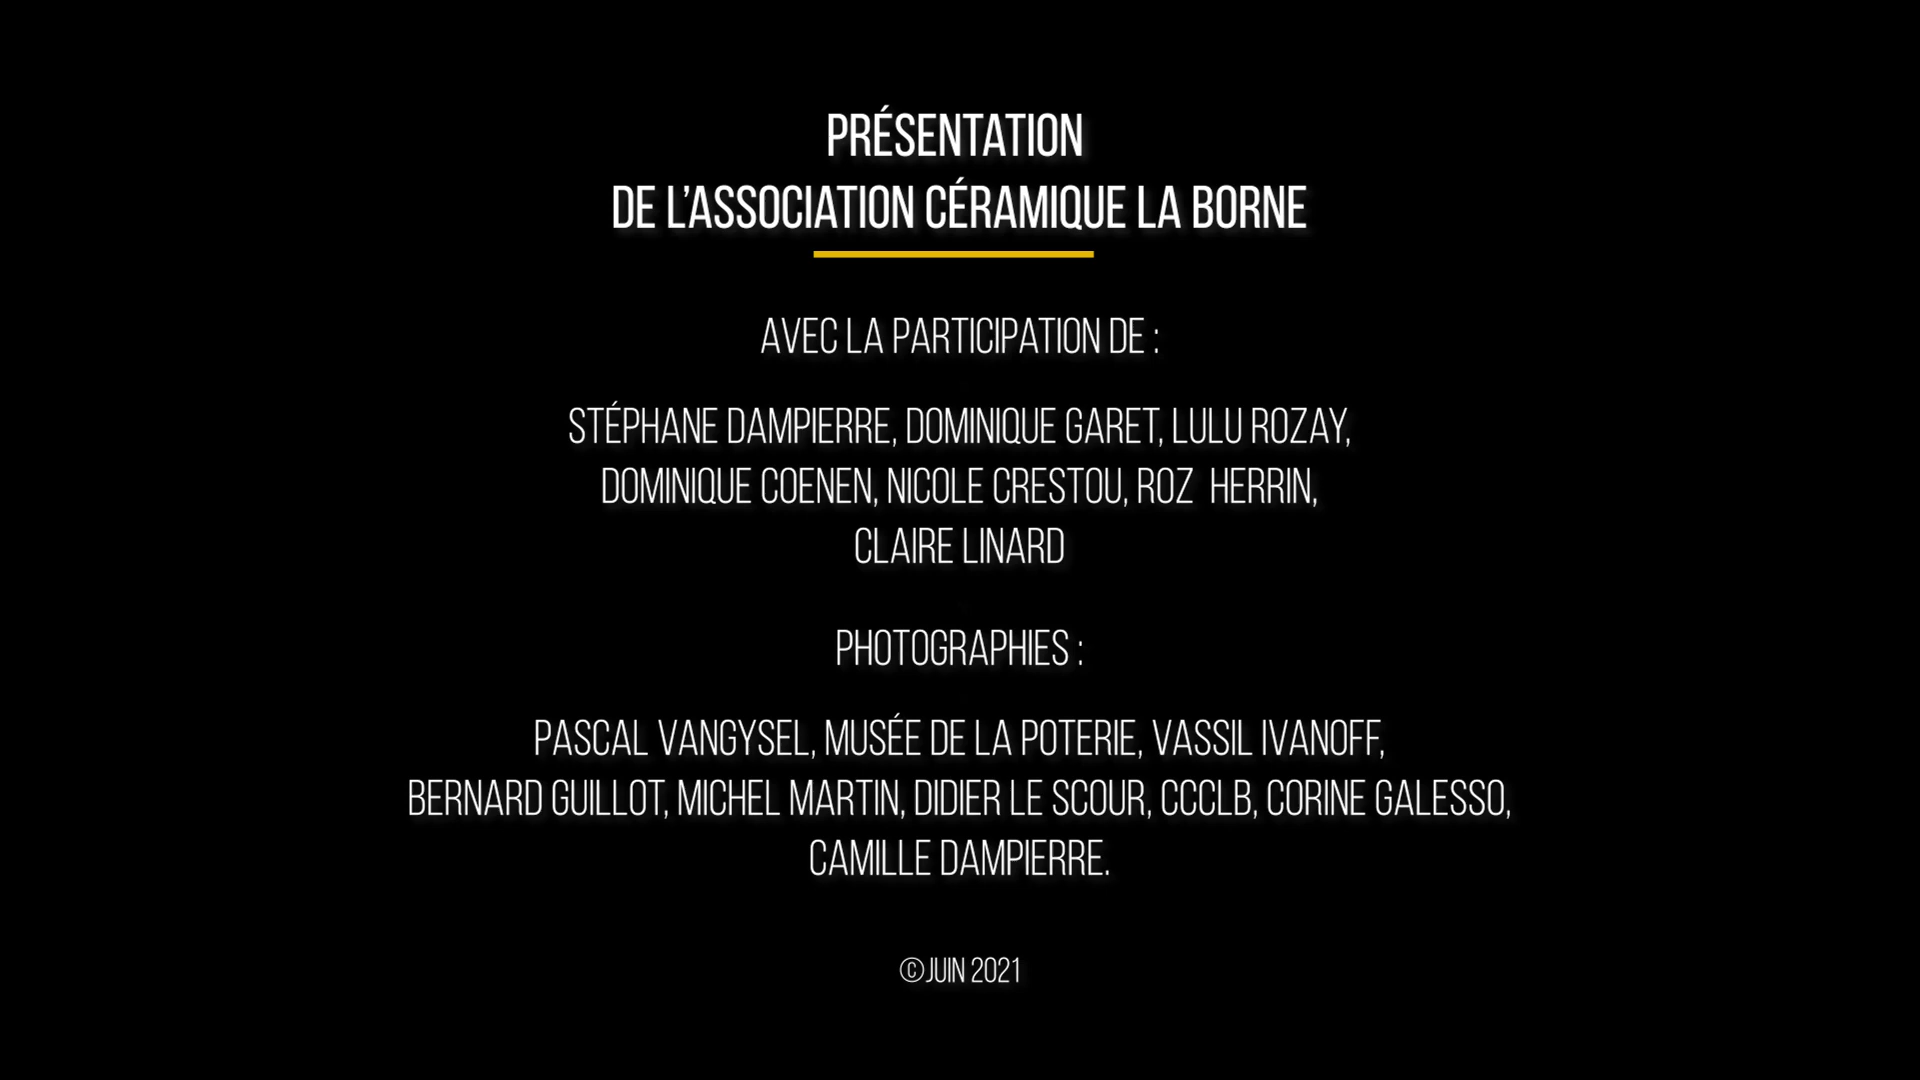 PRÉSENTATION
DE L’ASSOCIATION CÉRAMIQUE LA BORNE
AVEC LA PARTICIPATION DE :
STÉPHANE DAMPIERRE, DOMINIQUE GARET, LULU ROZAY,
DOMINIQUE COENEN, NICOLE CRESTOU, ROZ HERRIN,
CLAIRE LINARD
PHOTOGRAPHIES :
PASCAL VANGYSEL, MUSÉE DE LA POTERIE, VASSIL IVANOFF,
BERNARD GUILLOT, MICHEL MARTIN, DIDIER LE SCOUR, CCCLB, CORINE GALESSO,
CAMILLE DAMPIERRE.
©JUIN 2021